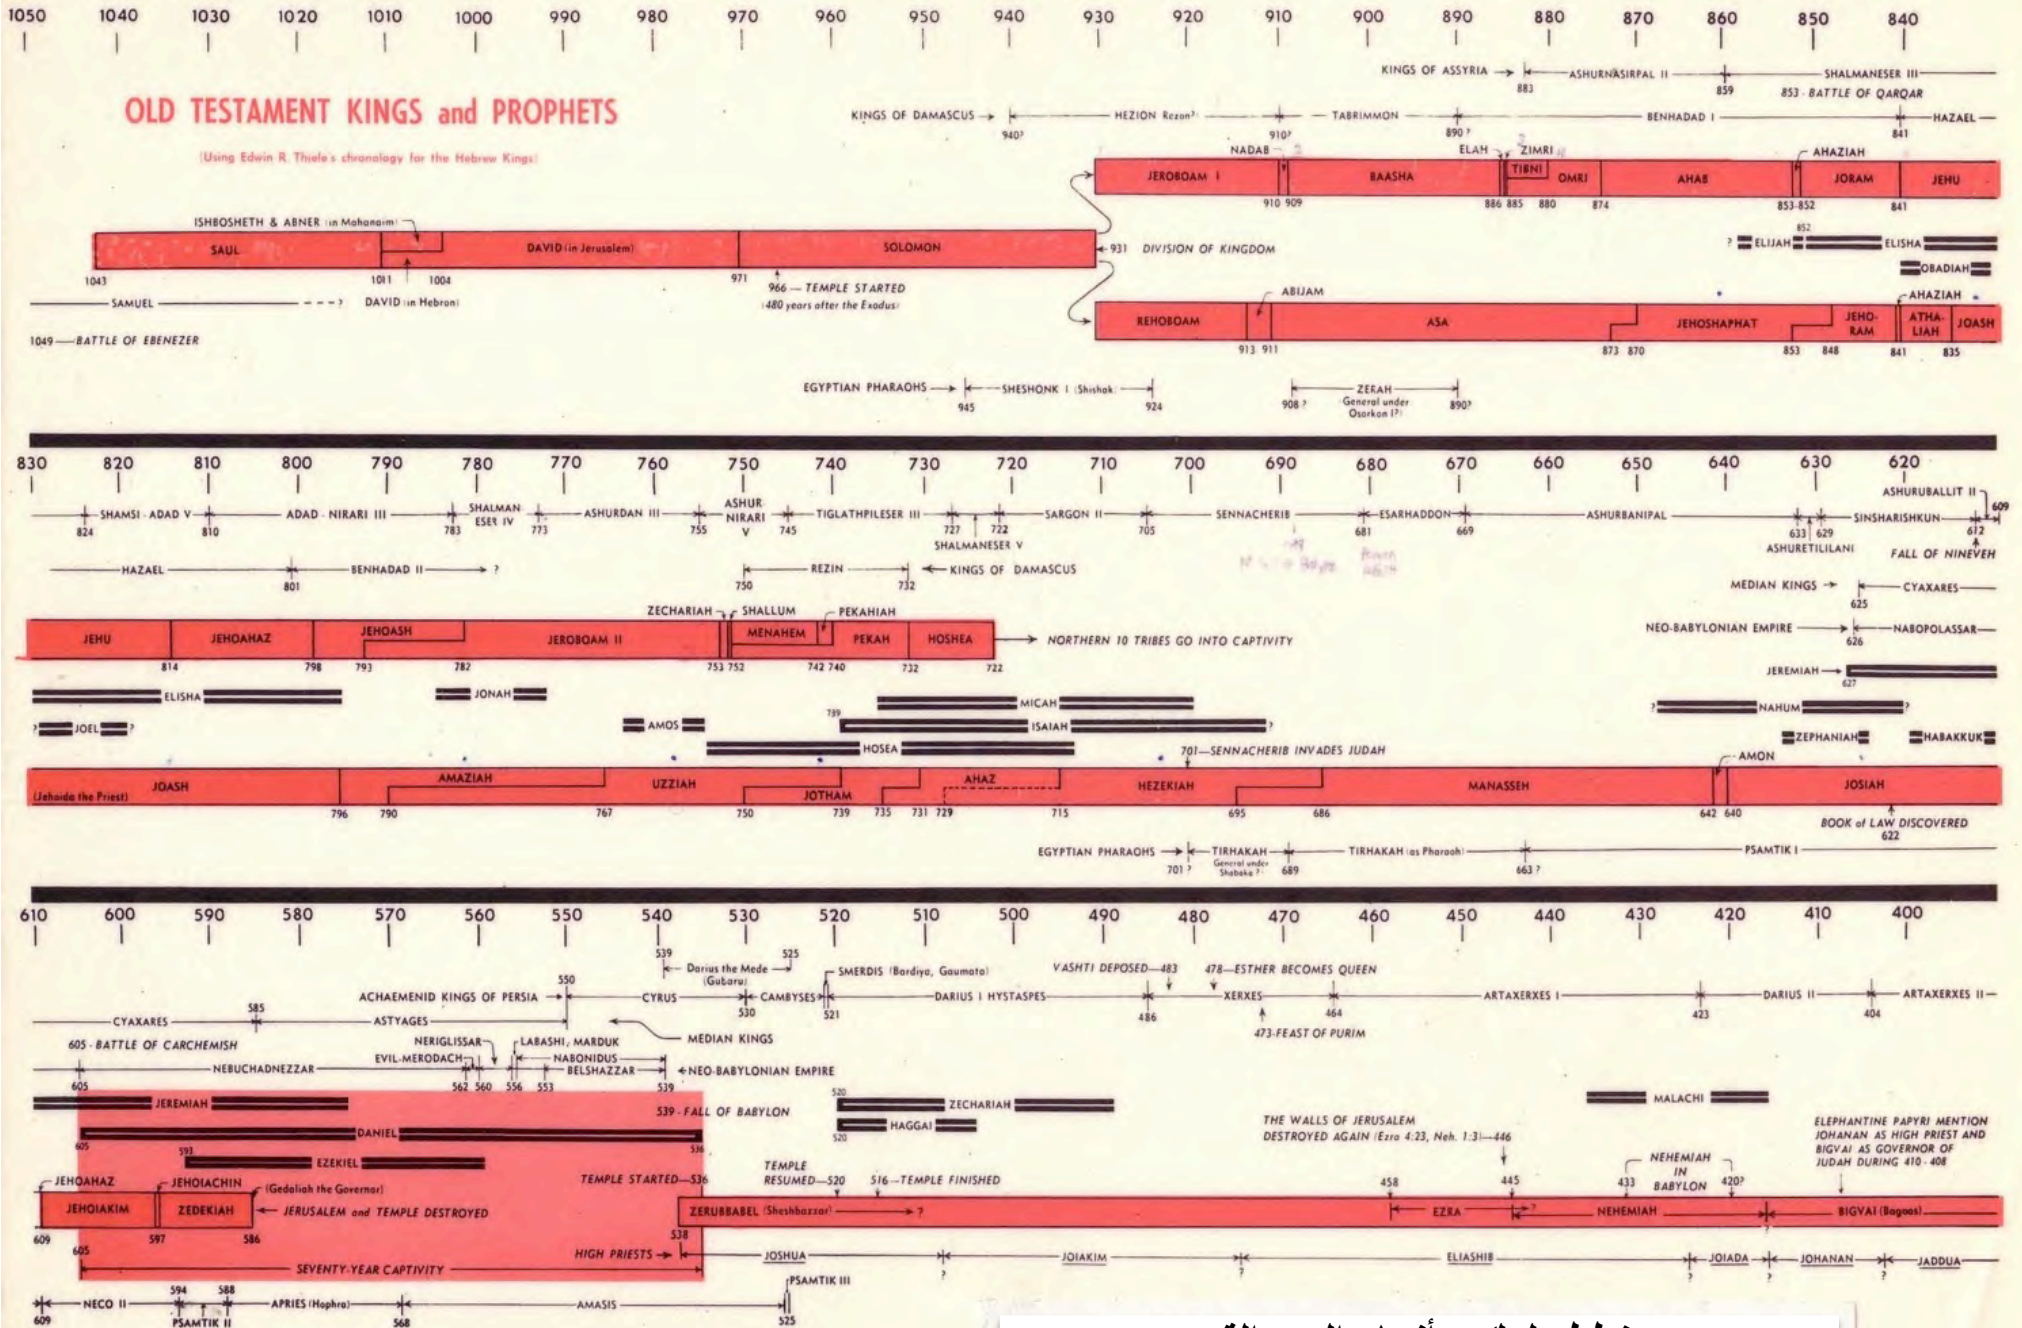 1050 1040 1030 1020 1010 1000 990 980 970 960 950 940 930 920 910 900 890 880 870 860 850 840
KINGS OF ASSYRIA ASHURNASIRPAL II SHALMANESER III
883 859 853 - BATTLE OF QARQAR
OLD TESTAMENT KINGS and PROPHETS
(Using Edwin R. Thiele's chronology for the Hebrew Kings)
KINGS OF DAMASCUS HEZION Rezon? TABRIMMON BENHADAD I HAZAEL
940? 910? 890? 841
NADAB ELAH ZIMRI AHAZIAH
JEROBOAM I BAASHA TIBNI OMRI AHAB JORAM JEHU
910 909 886 885 880 874 853-852 841
ISHBOSHETH & ABNER (in Mahanaim)
SAUL DAVID (in Jerusalem) SOLOMON
931 DIVISION OF KINGDOM
852
? ELIJAH ELISHA
OBADIAH
1043 1011 1004 971
966 — TEMPLE STARTED
(480 years after the Exodus)
SAMUEL ---? DAVID (in Hebron)
1049 — BATTLE OF EBENEZER
ABIJAM AHAZIAH
REHOBOAM ASA JEHOSHAPHAT JEHO-RAM ATHA-LIAH JOASH
913 911 873 870 853 848 841 835
EGYPTIAN PHARAOHS SHESHONK I (Shishak) ZERAH
945 924 908? General under 890?
Osorkon I?)
830 820 810 800 790 780 770 760 750 740 730 720 710 700 690 680 670 660 650 640 630 620
ASHURUBALLIT II 609
SHAMSI-ADAD V ADAD-NIRARI III SHALMAN ESER IV ASHURDAN III ASHUR NIRARI V TIGLATHPILESER III SARGON II SENNACHERIB ESARHADDON ASHURBANIPAL SINSHARISHKUN
824 810 783 773 755 745 727 722 705 681 669 633 629 612
SHALMANESER V ASHURETILILANI FALL OF NINEVEH
HAZAEL BENHADAD II ? REZIN KINGS OF DAMASCUS
801 750 732
MEDIAN KINGS CYAXARES
625
ZECHARIAH SHALLUM PEKAHIAH
NEO-BABYLONIAN EMPIRE NABOPOLASSAR
626
JEHU JEHOAHAZ JEHOASH JEROBOAM II MENAHEM PEKAH HOSHEA NORTHERN 10 TRIBES GO INTO CAPTIVITY
814 798 793 782 753 752 742 740 732 722
JEREMIAH
627
ELISHA JONAH MICAH ? NAHUM ?
? JOEL ? AMOS 739 ISAIAH ?
ZEPHANIAH HABAKKUK
HOSEA 701—SENNACHERIB INVADES JUDAH
AMON
(Jehoida the Priest) JOASH AMAZIAH UZZIAH JOTHAM AHAZ HEZEKIAH MANASSEH JOSIAH
796 790 767 750 739 735 731 729 715 695 686 642 640
BOOK of LAW DISCOVERED
622
EGYPTIAN PHARAOHS TIRHAKAH TIRHAKAH (as Pharaoh) PSAMTIK I
701? General under Shabaka? 689 663?
610 600 590 580 570 560 550 540 530 520 510 500 490 480 470 460 450 440 430 420 410 400
539 525
Darius the Mede
(Gubaru)
SMERDIS (Bardiya, Gaumata)
VASHTI DEPOSED—483 478—ESTHER BECOMES QUEEN
550
ACHAEMENID KINGS OF PERSIA CYRUS CAMBYSES DARIUS I HYSTASPES XERXES ARTAXERXES I DARIUS II ARTAXERXES II
530 521 486 464 423 404
585
CYAXARES ASTYAGES MEDIAN KINGS
473-FEAST OF PURIM
605 - BATTLE OF CARCHEMISH
NERIGLISSAR LABASHI, MARDUK
EVIL-MERODACH NABONIDUS
NEBUCHADNEZZAR BELSHAZZAR NEO-BABYLONIAN EMPIRE
605 562 560 556 553 539
JEREMIAH
539 - FALL OF BABYLON
520 ZECHARIAH
MALACHI
DANIEL
605 536
520 HAGGAI
THE WALLS OF JERUSALEM
DESTROYED AGAIN (Ezra 4:23, Neh. 1:3)—446
ELEPHANTINE PAPYRI MENTION
JOHANAN AS HIGH PRIEST AND
BIGVAI AS GOVERNOR OF
JUDAH DURING 410 - 408
593 EZEKIEL
TEMPLE STARTED—536
TEMPLE
RESUMED—520
516—TEMPLE FINISHED
NEHEMIAH
IN
BABYLON
458 445 433 420?
JEHOAHAZ JEHOIACHIN (Gedaliah the Governor)
JEHOIAKIM ZEDEKIAH JERUSALEM and TEMPLE DESTROYED
ZERUBBABEL (Sheshbazzar) ? EZRA ? NEHEMIAH BIGVAI (Bagoas)
609 597 586 538 ?
605
HIGH PRIESTS JOSHUA JOIAKIM ELIASHIB JOIADA JOHANAN JADDUA
? ? ? ? ?
SEVENTY-YEAR CAPTIVITY
PSAMTIK III
594 588
NECO II APRIES (Hophra) AMASIS
609 PSAMTIK II 568 525